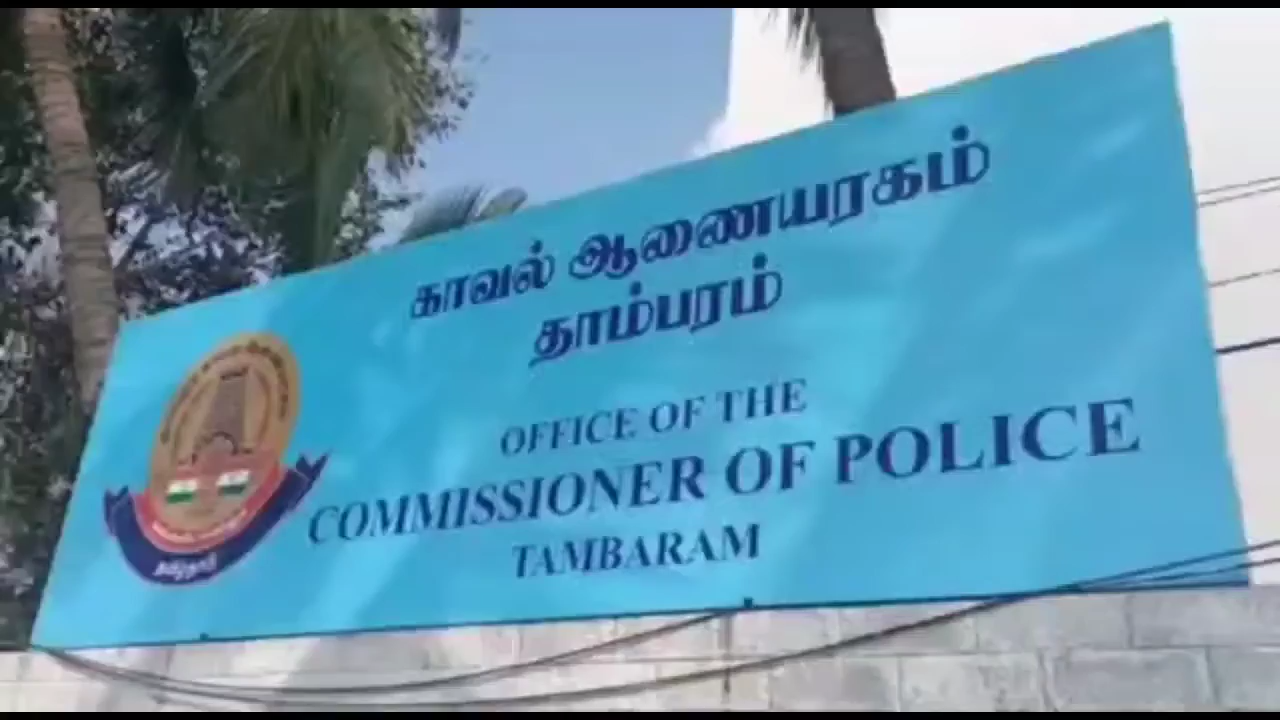 காவல் ஆணையரகம்
தாம்பரம்
OFFICE OF THE
COMMISSIONER OF POLICE
TAMBARAM